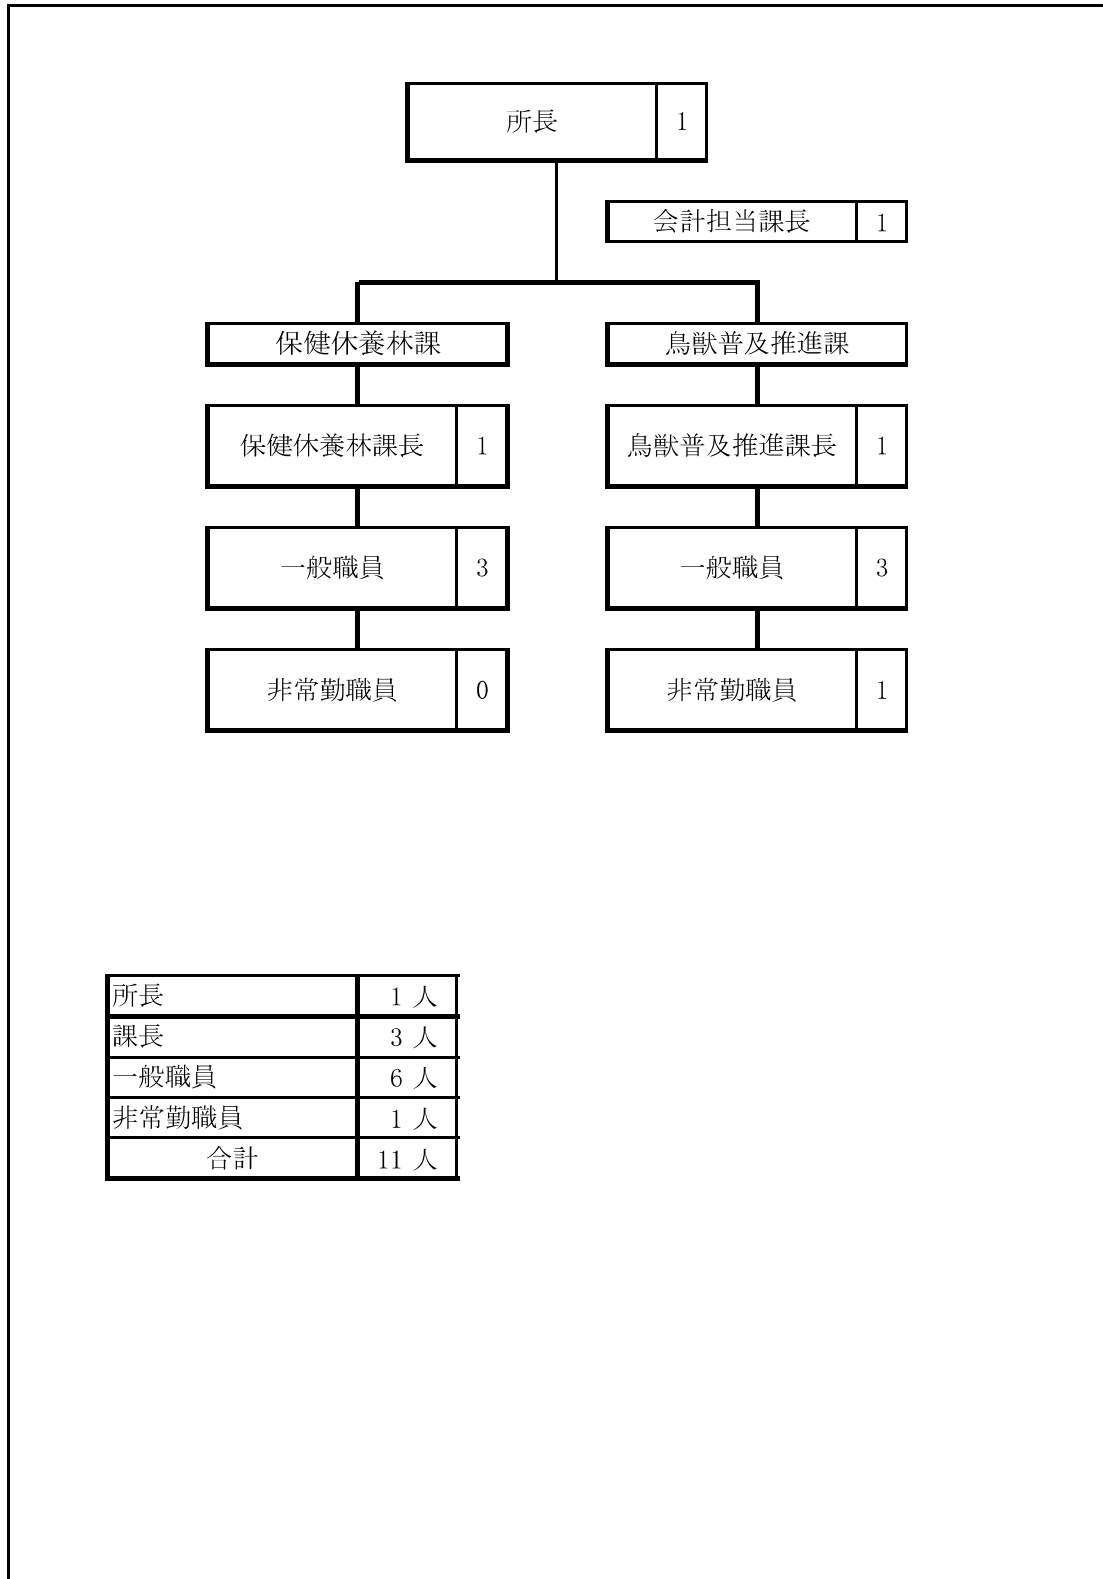 所長 1
会計担当課長 1
保健休養林課 鳥獣普及推進課
保健休養林課長 1 鳥獣普及推進課長 1
一般職員 3 一般職員 3
非常勤職員 0 非常勤職員 1
所長 1 人
課長 3 人
一般職員 6 人
非常勤職員 1 人
合計 11 人